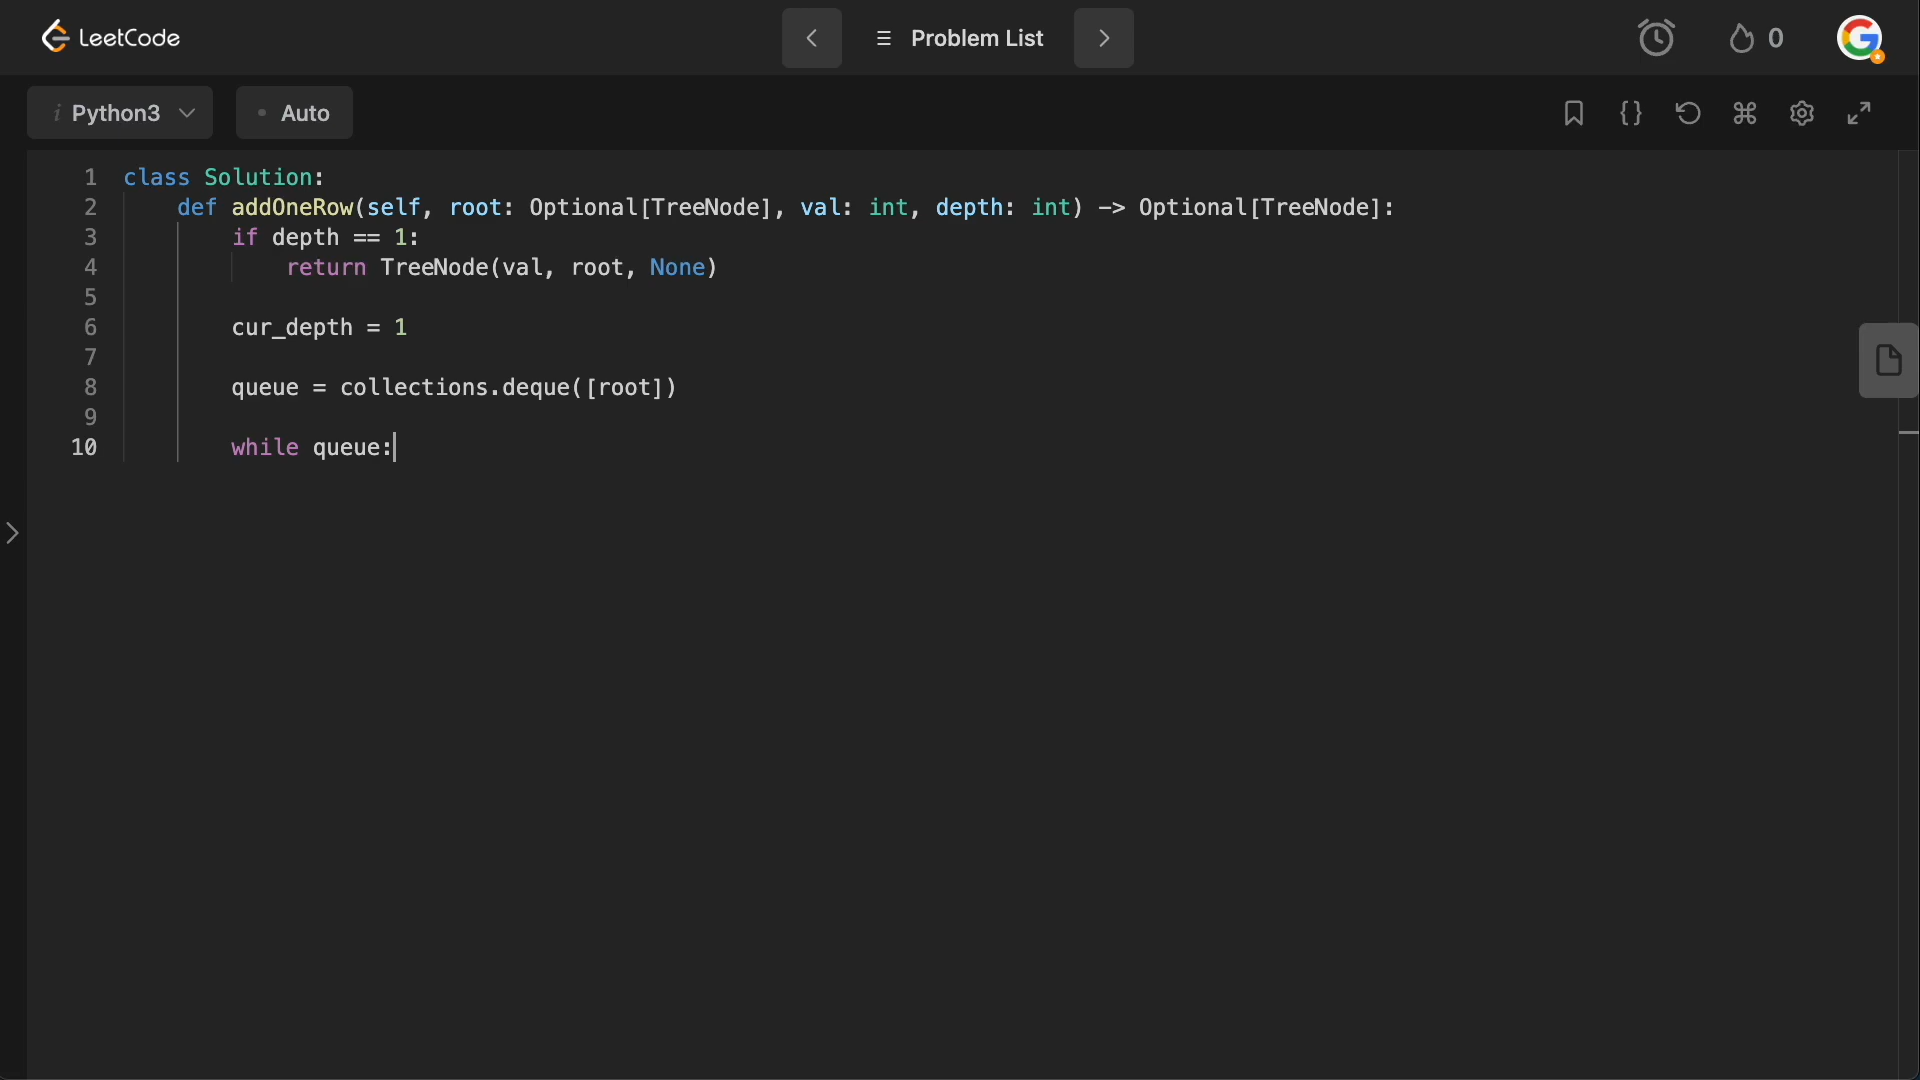 LeetCode
Problem List
0
Python3
Auto
1 class Solution:
2 def addOneRow(self, root: Optional[TreeNode], val: int, depth: int) -> Optional[TreeNode]:
3 if depth == 1:
4 return TreeNode(val, root, None)
5
6 cur_depth = 1
7
8 queue = collections.deque([root])
9
10 while queue: